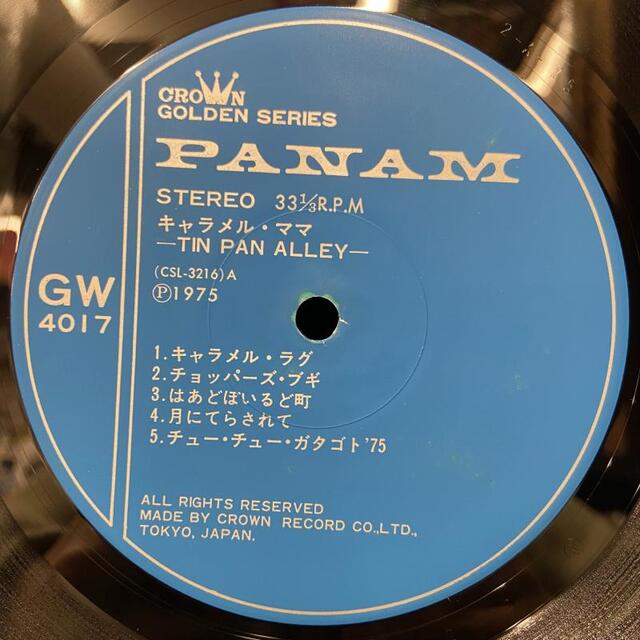 CROWN
GOLDEN SERIES
PANAM
STEREO 33⅓R.P.M
キャラメル・ママ
—TIN PAN ALLEY—
(CSL-3216)A
Ⓟ1975
GW
4017
1.キャラメル・ラグ
2.チョッパーズ・ブギ
3.はあどぼいるど町
4.月にてらされて
5.チュー・チュー・ガタゴト'75
ALL RIGHTS RESERVED
MADE BY CROWN RECORD CO.,LTD.,
TOKYO, JAPAN.